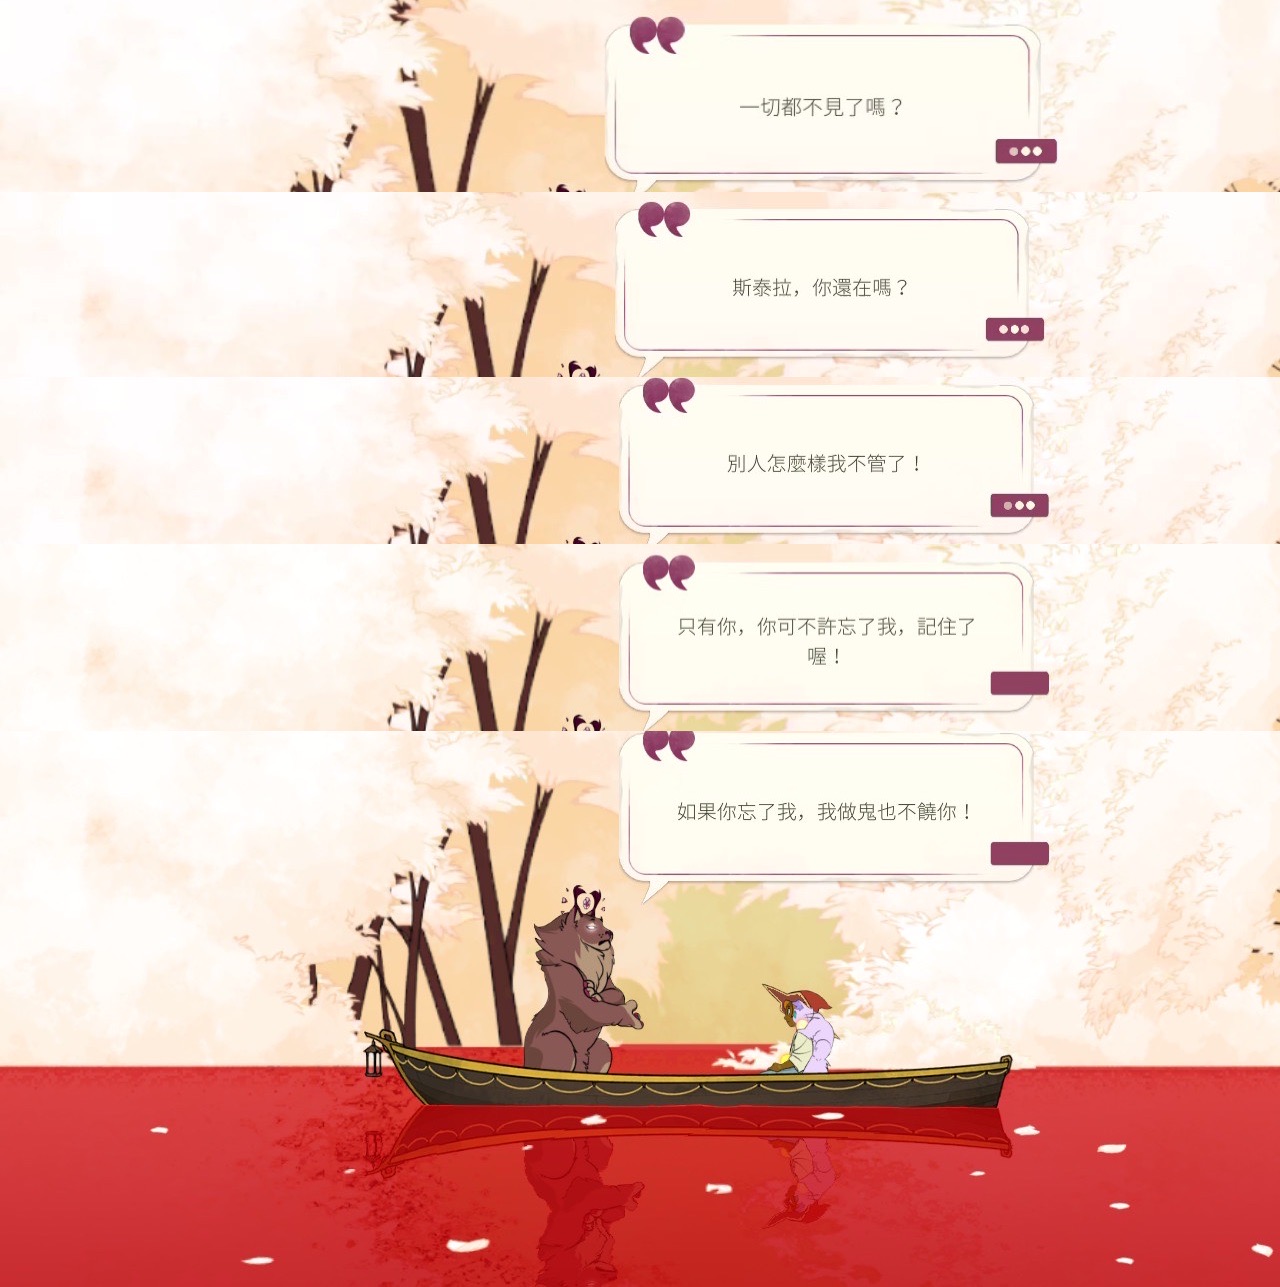 一切都不見了嗎？
斯泰拉，你還在嗎？
別人怎麼樣我不管了！
只有你，你可不許忘了我，記住了
喔！
如果你忘了我，我做鬼也不饒你！